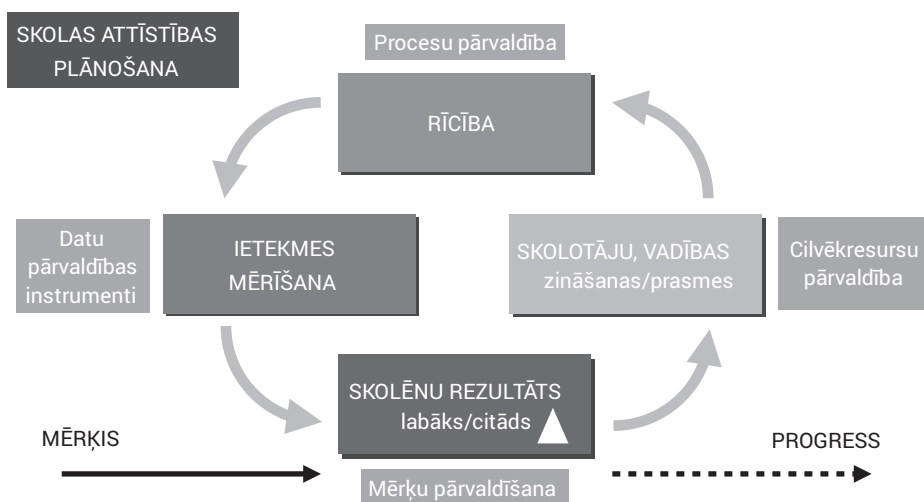 SKOLAS ATTĪSTĪBAS
PLĀNOŠANA
Procesu pārvaldība
RĪCĪBA
Datu
pārvaldības
instrumenti
IETEKMES
MĒRĪŠANA
SKOLOTĀJU, VADĪBAS
zināšanas/prasmes
Cilvēkresursu
pārvaldība
SKOLĒNU REZULTĀTS
labāks/citāds
MĒRĶIS
PROGRESS
Mērķu pārvaldīšana